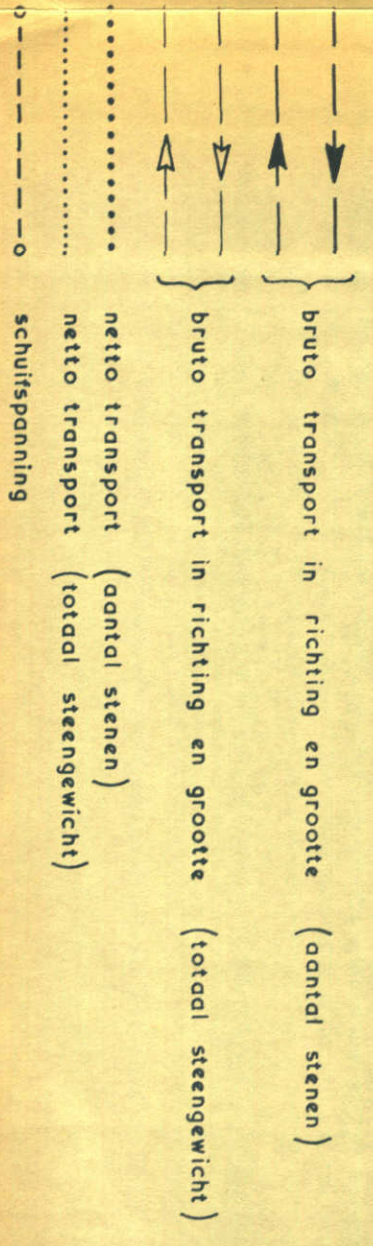 bruto transport in richting en grootte (aantal stenen)
bruto transport in richting en grootte (totaal steengewicht)
netto transport (aantal stenen)
netto transport (totaal steengewicht)
schuifspanning